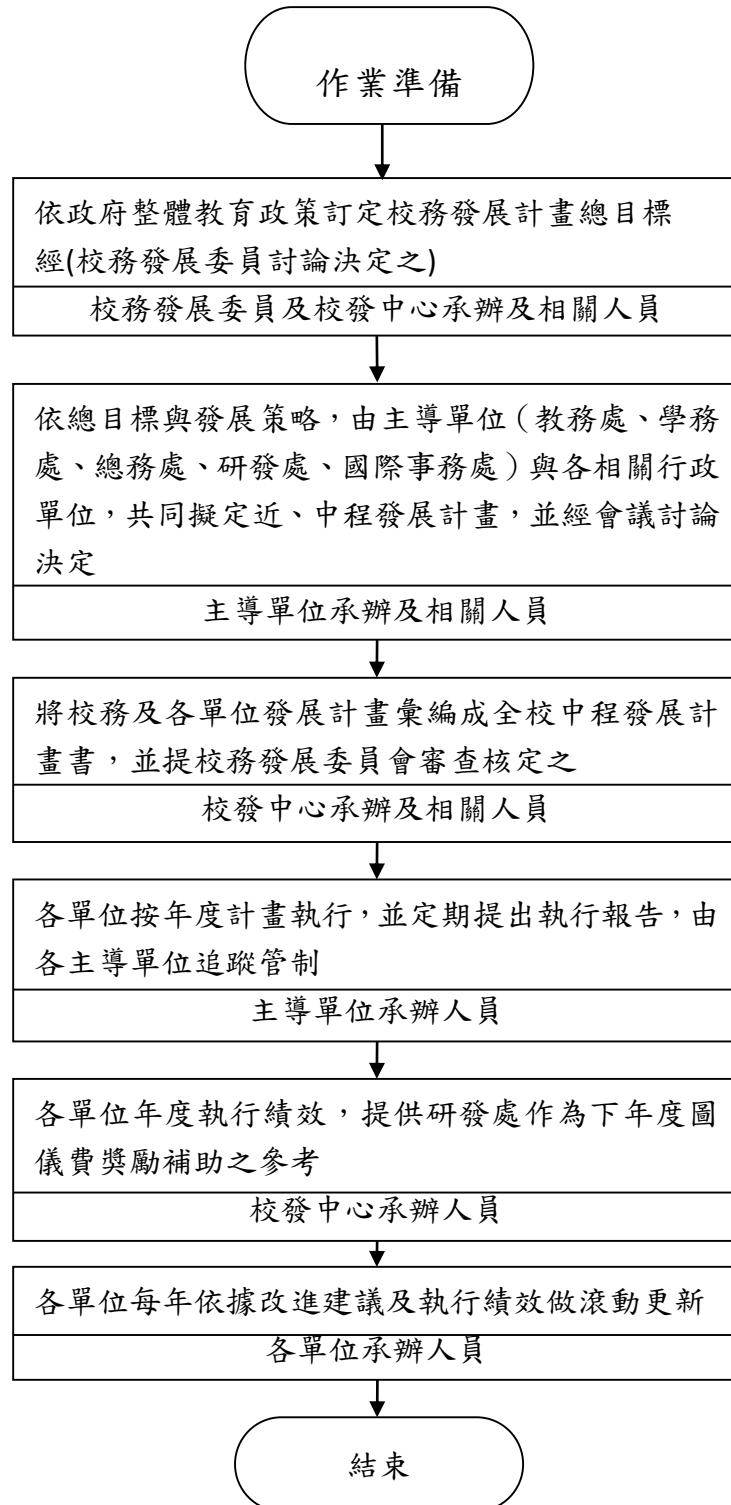 作業準備
依政府整體教育政策訂定校務發展計畫總目標
經(校務發展委員討論決定之)
校務發展委員及校發中心承辦及相關人員
依總目標與發展策略，由主導單位（教務處、學務
處、總務處、研發處、國際事務處）與各相關行政
單位，共同擬定近、中程發展計畫，並經會議討論
決定
主導單位承辦及相關人員
將校務及各單位發展計畫彙編成全校中程發展計
畫書，並提校務發展委員會審查核定之
校發中心承辦及相關人員
各單位按年度計畫執行，並定期提出執行報告，由
各主導單位追蹤管制
主導單位承辦人員
各單位年度執行績效，提供研發處作為下年度圖
儀費獎勵補助之參考
校發中心承辦人員
各單位每年依據改進建議及執行績效做滾動更新
各單位承辦人員
結束